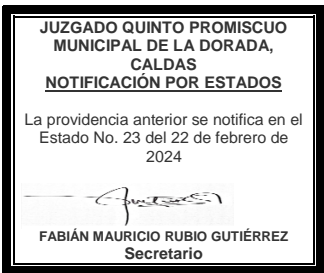 JUZGADO QUINTO PROMISCUO
MUNICIPAL DE LA DORADA,
CALDAS
NOTIFICACIÓN POR ESTADOS
La providencia anterior se notifica en el
Estado No. 23 del 22 de febrero de
2024
FABIÁN MAURICIO RUBIO GUTIÉRREZ
Secretario